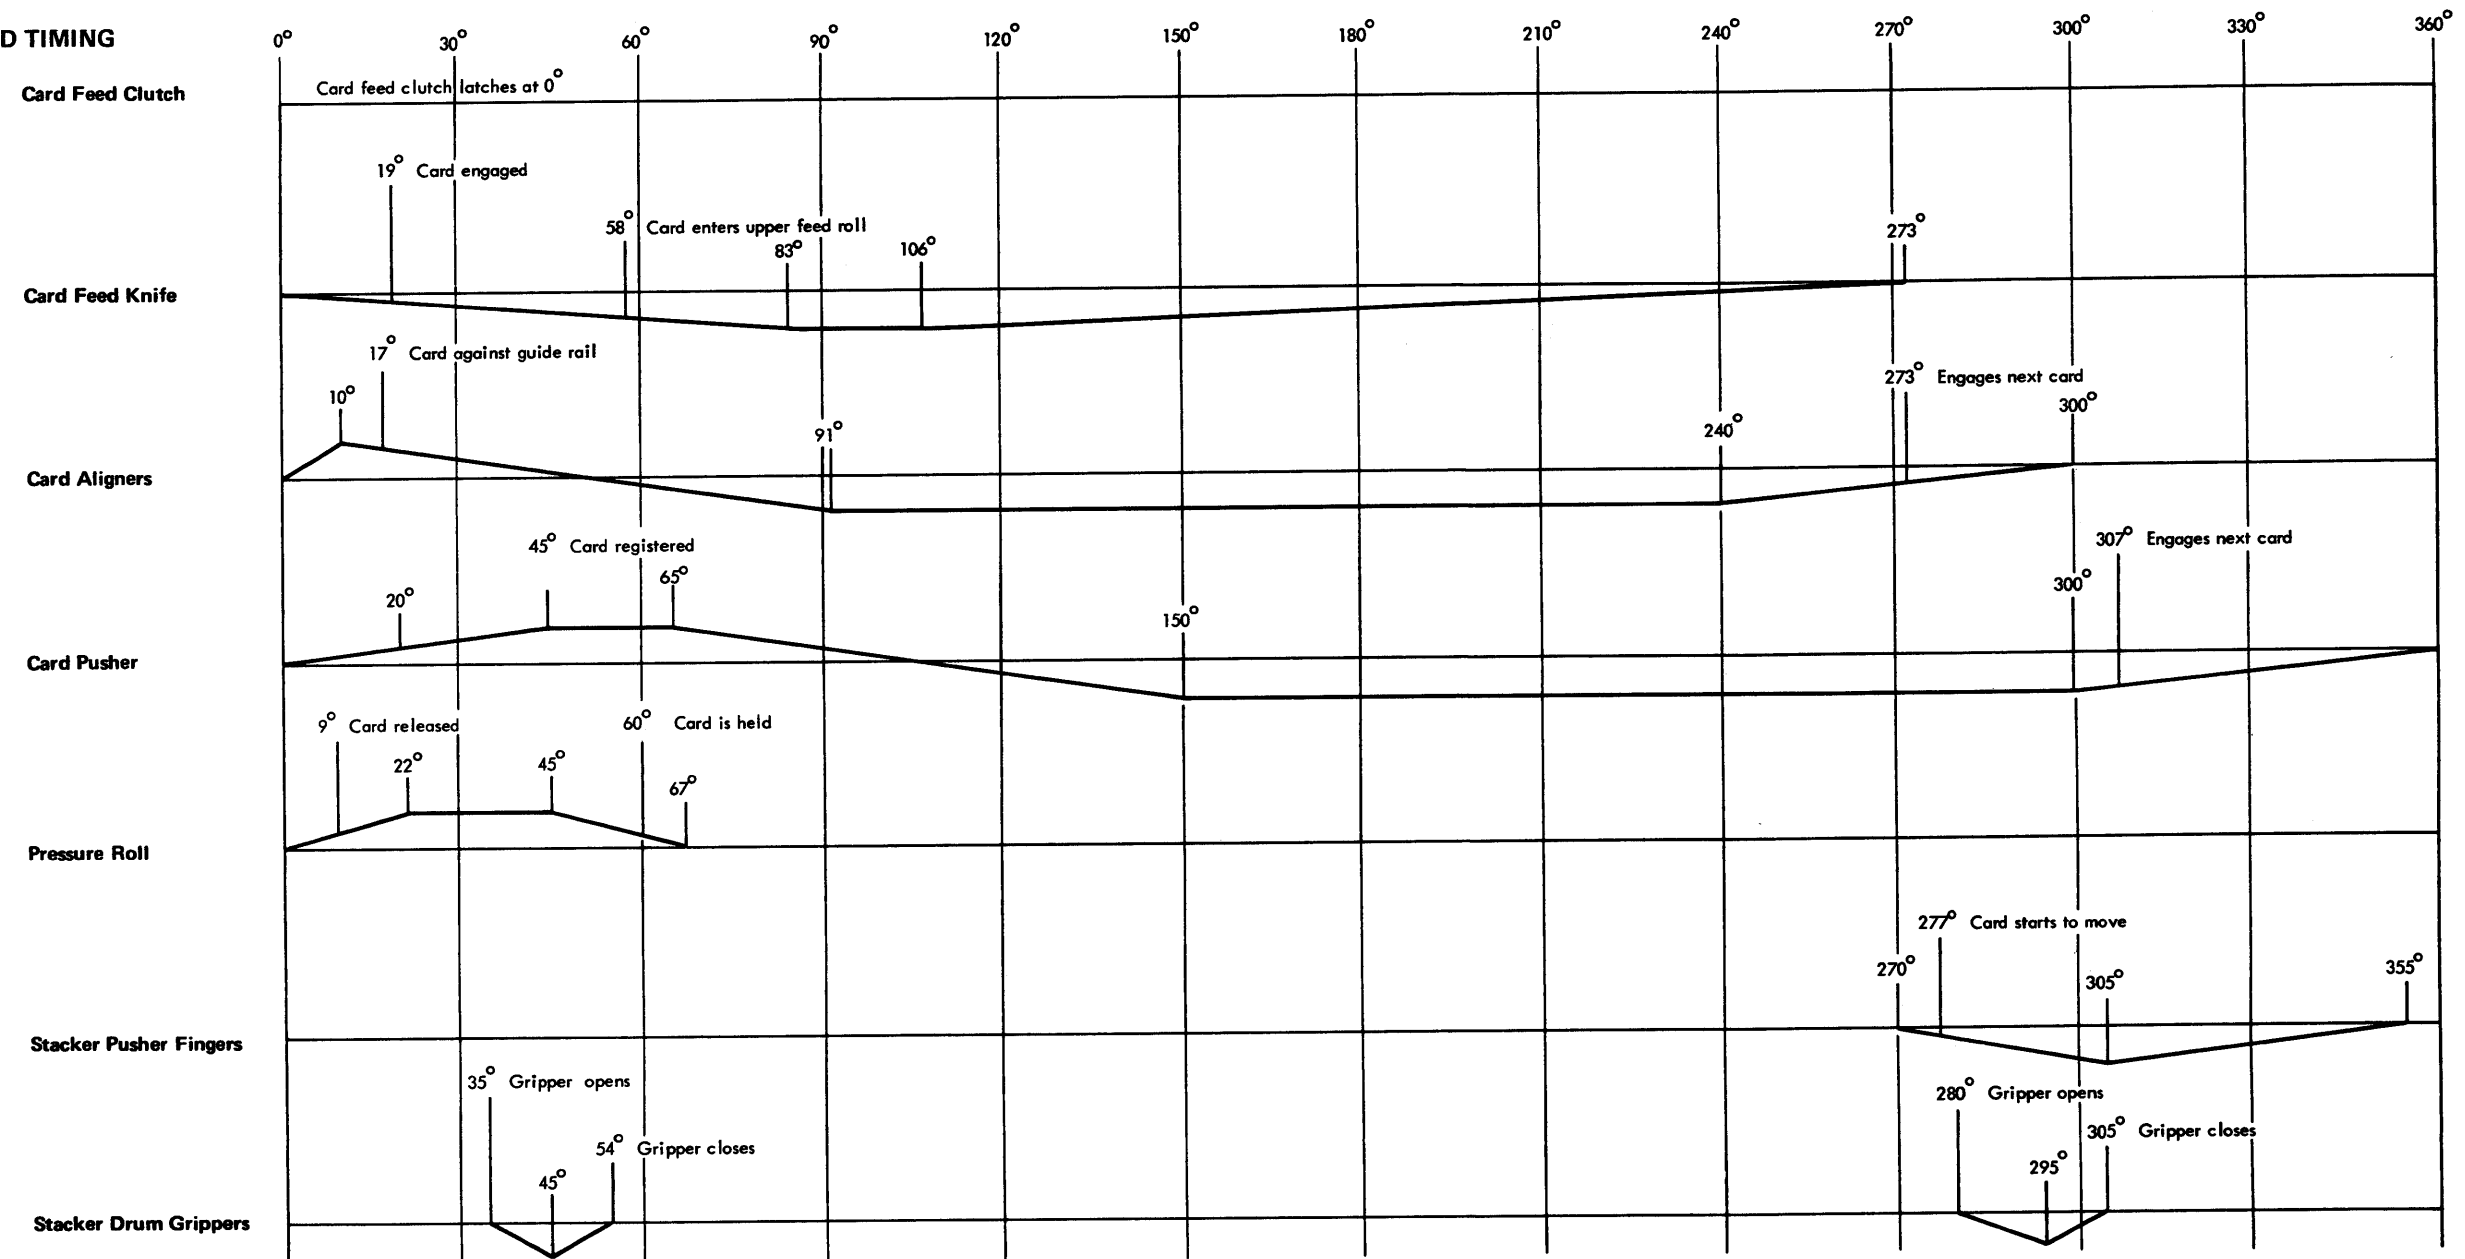 D TIMING
0° 30° 60° 90° 120° 150° 180° 210° 240° 270° 300° 330° 360°
Card Feed Clutch
Card feed clutch latches at 0°
19° Card engaged
58° Card enters upper feed roll
83° 106° 273°
Card Feed Knife
17° Card against guide rail
273° Engages next card
10° 91° 240° 300°
Card Aligners
45° Card registered
307° Engages next card
20° 65° 150° 300°
Card Pusher
9° Card released
60° Card is held
22° 45° 67°
Pressure Roll
277° Card starts to move
270° 305° 355°
Stacker Pusher Fingers
35° Gripper opens
280° Gripper opens
54° Gripper closes
305° Gripper closes
45° 295°
Stacker Drum Grippers